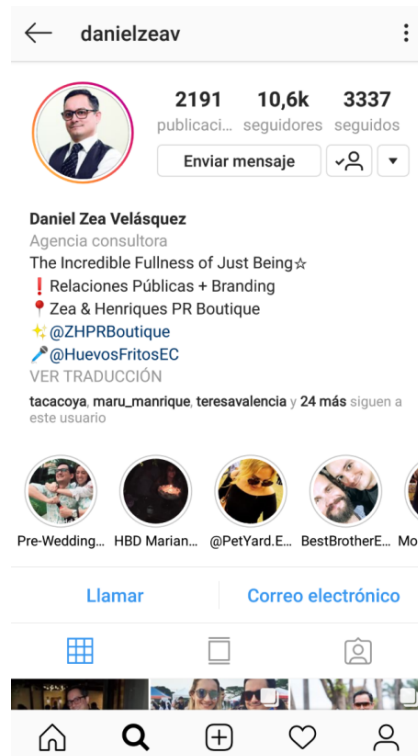 danielzeav
2191 10,6k 3337
publicaci... seguidores seguidos
Enviar mensaje
Daniel Zea Velásquez
Agencia consultora
The Incredible Fullness of Just Being☆
❗ Relaciones Públicas + Branding
📍 Zea & Henriques PR Boutique
✨@ZHPRBoutique
🎤@HuevosFritosEC
VER TRADUCCIÓN
tacacoya, maru_manrique, teresavalencia y 24 más siguen a
este usuario
Pre-Wedding... HBD Marian... @PetYard.E... BestBrotherE... Mo
Llamar Correo electrónico